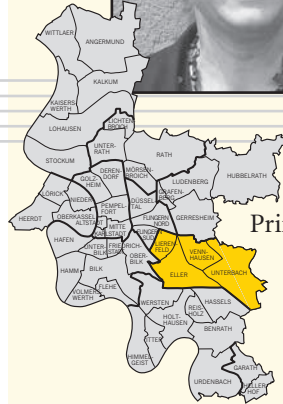 WITTLAER
ANGERMUND
KALKUM
KAISERS
WERTH
LICHTEN
BROICH
LOHAUSEN
UNTER-
RATH
STOCKUM
RATH
DEREN-
DORF
MÖRSEN-
BROICH
GOLZ-
HEIM
LUDENBERG
HUBBELRATH
GRAFEN-
BERG
LÖRICK
NIEDER
PEMPEL-
FORT
DÜSSEL-
TAL
HEERDT
OBERKASSEL
ALTSTADT
FLINGERN
NORD
GERRESHEIM
MITTE
KARLSTADT
FLINGERN
SÜD
HAFEN
UNTER-
BILK
FRIEDRICH-
STADT
OBER-
BILK
LIEREN-
FELD
VENN-
HAUSEN
HAMM
BILK
ELLER
UNTERBACH
VOLMERS
WERTH
FLEHE
WERSTEN
HASSELS
REIS-
HOLZ
HOLT-
HAUSEN
BENRATH
ITTER
HIMMEL-
GEIST
GARATH
URDENBACH
HELLER
HOF
Pri